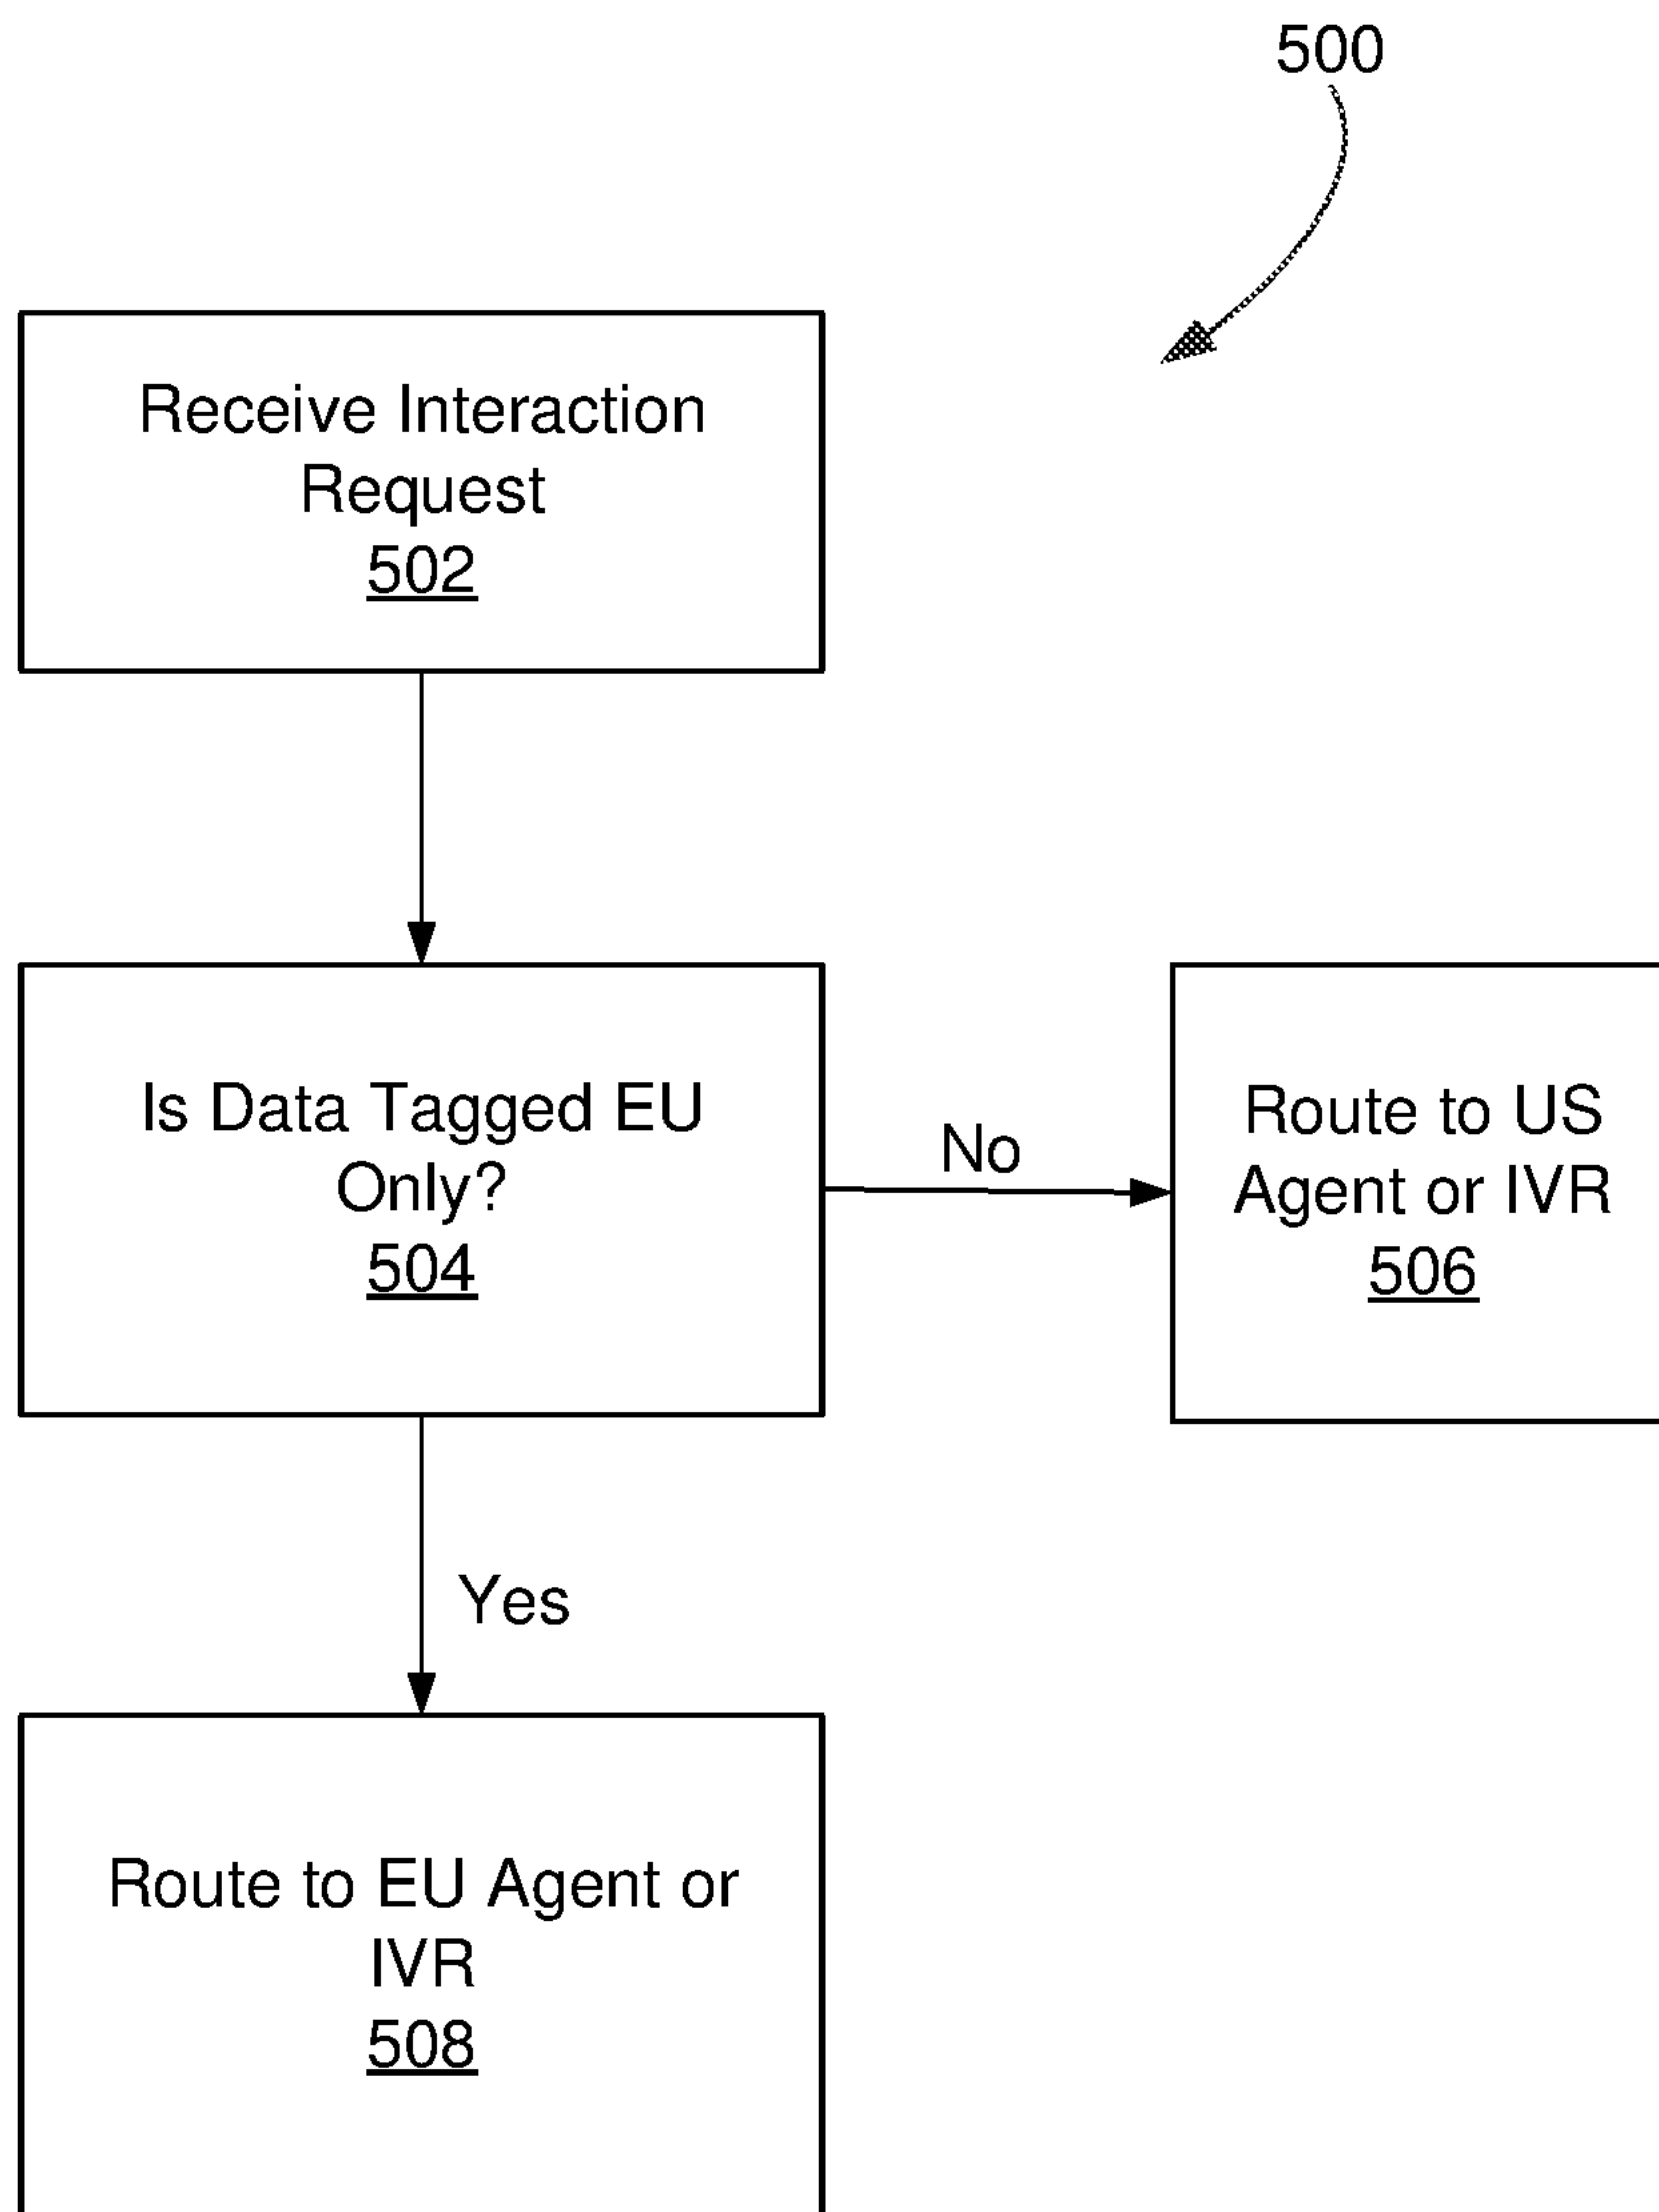 500
Receive Interaction
Request
502
Is Data Tagged EU
Only?
504
No
Route to US
Agent or IVR
506
Yes
Route to EU Agent or
IVR
508